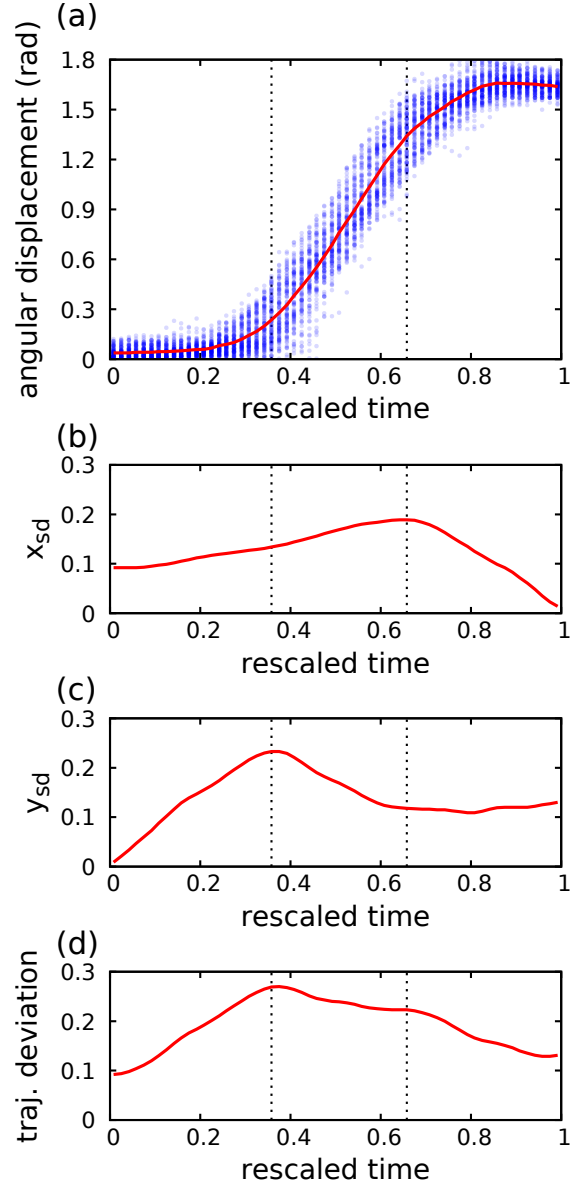 (a)
angular displacement (rad)
1.8
1.5
1.2
0.9
0.6
0.3
0
0 0.2 0.4 0.6 0.8 1
rescaled time
(b)
x_sd
0.3
0.2
0.1
0
0 0.2 0.4 0.6 0.8 1
rescaled time
(c)
y_sd
0.3
0.2
0.1
0
0 0.2 0.4 0.6 0.8 1
rescaled time
(d)
traj. deviation
0.3
0.2
0.1
0
0 0.2 0.4 0.6 0.8 1
rescaled time